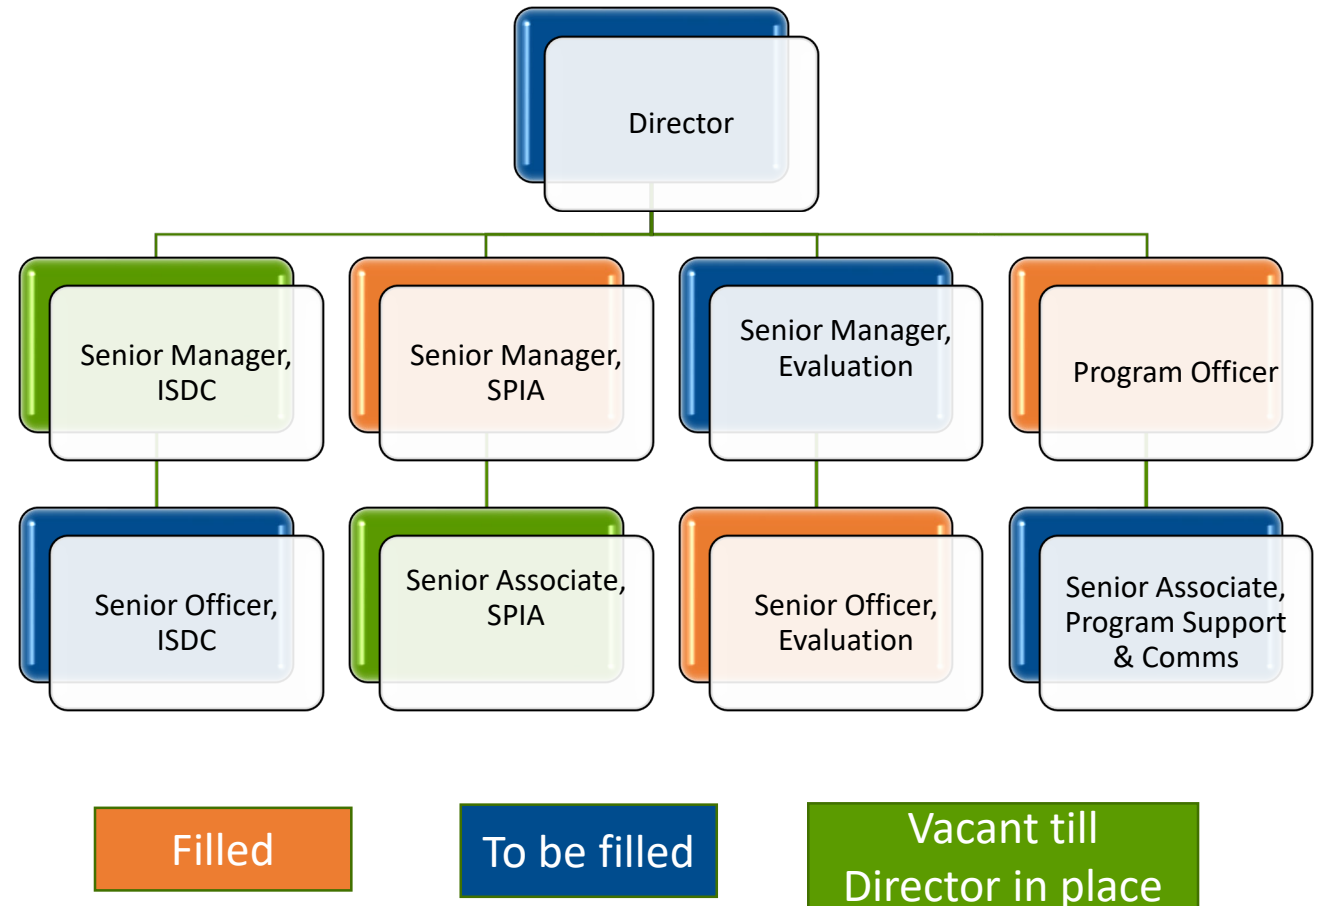 Director
Senior Manager,
ISDC
Senior Manager,
SPIA
Senior Manager,
Evaluation
Program Officer
Senior Officer,
ISDC
Senior Associate,
SPIA
Senior Officer,
Evaluation
Senior Associate,
Program Support
& Comms
Filled
To be filled
Vacant till
Director in place